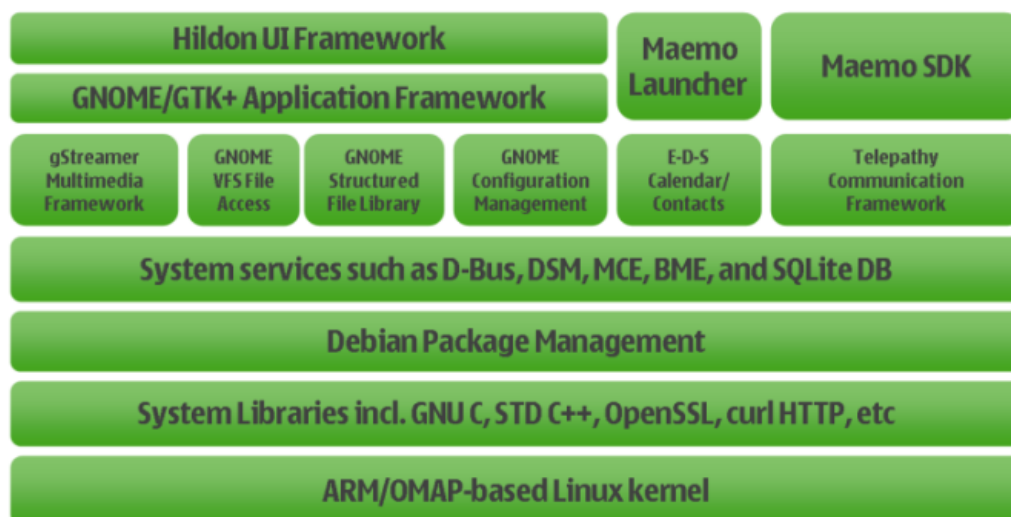 Hildon UI Framework
Maemo
Launcher
Maemo SDK
GNOME/GTK+ Application Framework
gStreamer
Multimedia
Framework
GNOME
VFS File
Access
GNOME
Structured
File Library
GNOME
Configuration
Management
E-D-S
Calendar/
Contacts
Telepathy
Communication
Framework
System services such as D-Bus, DSM, MCE, BME, and SQLite DB
Debian Package Management
System Libraries incl. GNU C, STD C++, OpenSSL, curl HTTP, etc
ARM/OMAP-based Linux kernel